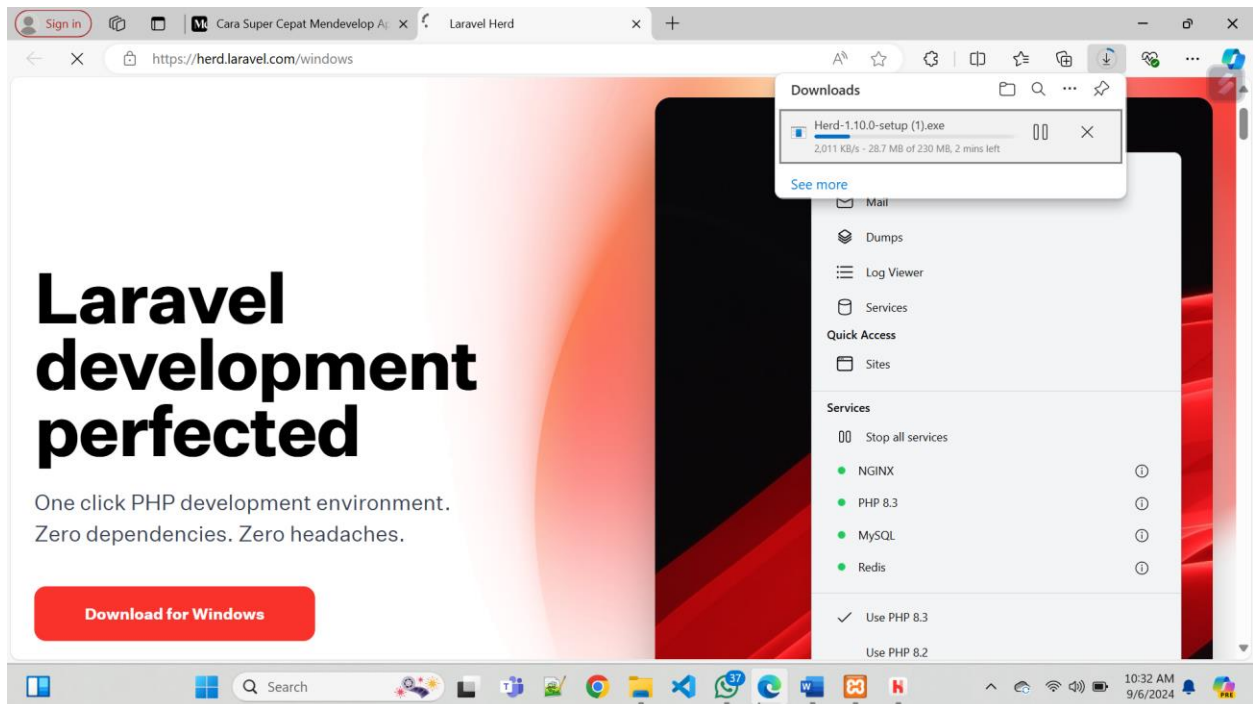 Sign in
Cara Super Cepat Mendevelop Ap
Laravel Herd
https://herd.laravel.com/windows
Downloads
Herd-1.10.0-setup (1).exe
2,011 KB/s - 28.7 MB of 230 MB, 2 mins left
See more
Mail
Dumps
Log Viewer
Services
Quick Access
Sites
Services
Stop all services
NGINX
PHP 8.3
MySQL
Redis
Use PHP 8.3
Use PHP 8.2
Laravel
development
perfected
One click PHP development environment.
Zero dependencies. Zero headaches.
Download for Windows
Search
37
10:32 AM
9/6/2024
PRE